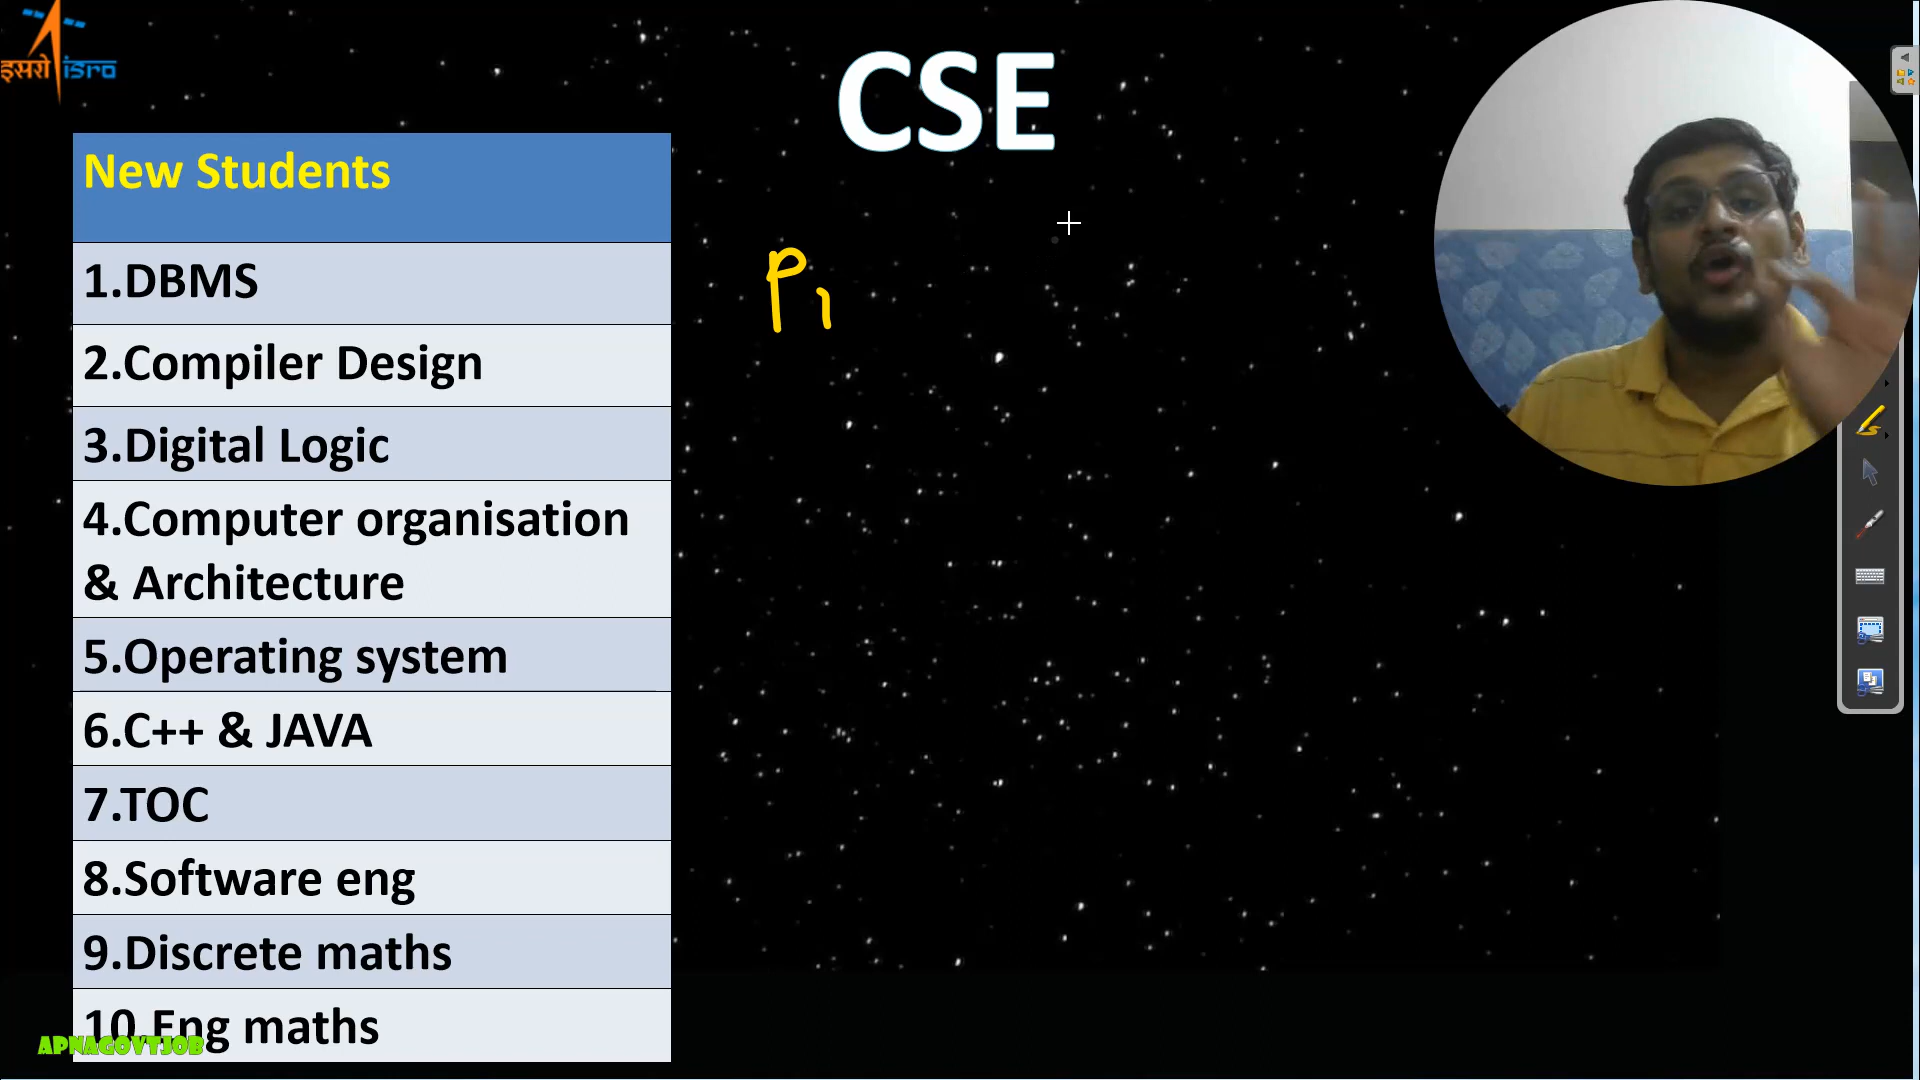 इसरो isro
CSE
New Students
1.DBMS
2.Compiler Design
3.Digital Logic
4.Computer organisation
& Architecture
5.Operating system
6.C++ & JAVA
7.TOC
8.Software eng
9.Discrete maths
10.Eng maths
APNAGOVTJOB
P1